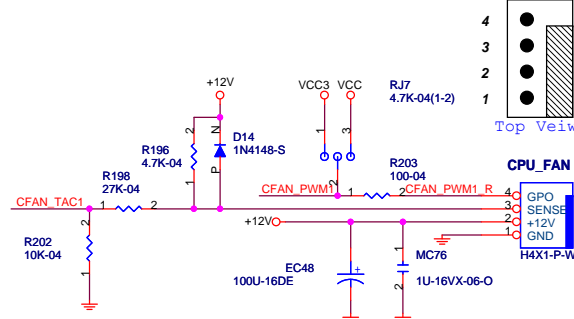 4
3
2
1
Top Veiw
+12V
VCC3 VCC
RJ7
4.7K-04(1-2)
2
N
D14
1N4148-S
R196
4.7K-04
1
P
1
3
2
R198
27K-04
R203
100-04
CPU_FAN
CFAN_TAC1
1
2
CFAN_PWM1
1
2
CFAN_PWM1_R
4
GPO
3
SENSE
2
+12V
1
GND
H4X1-P-W
+12V
2
R202
10K-04
1
EC48
100U-16DE
+
1
MC76
1U-16VX-06-O
2